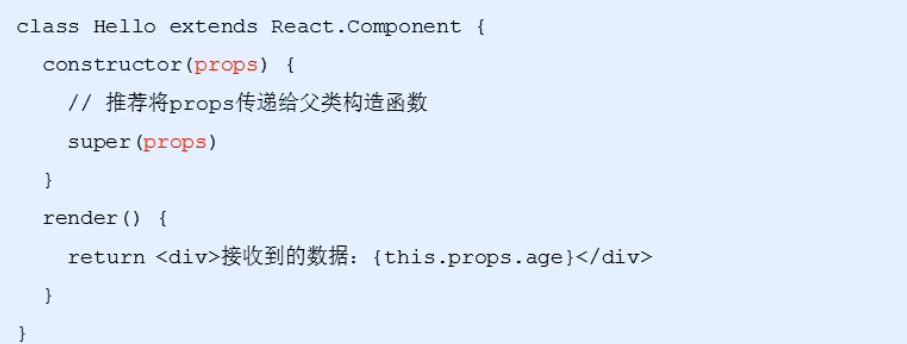 class Hello extends React.Component {
constructor(props) {
// 推荐将props传递给父类构造函数
super(props)
}
render() {
return <div>接收到的数据：{this.props.age}</div>
}
}